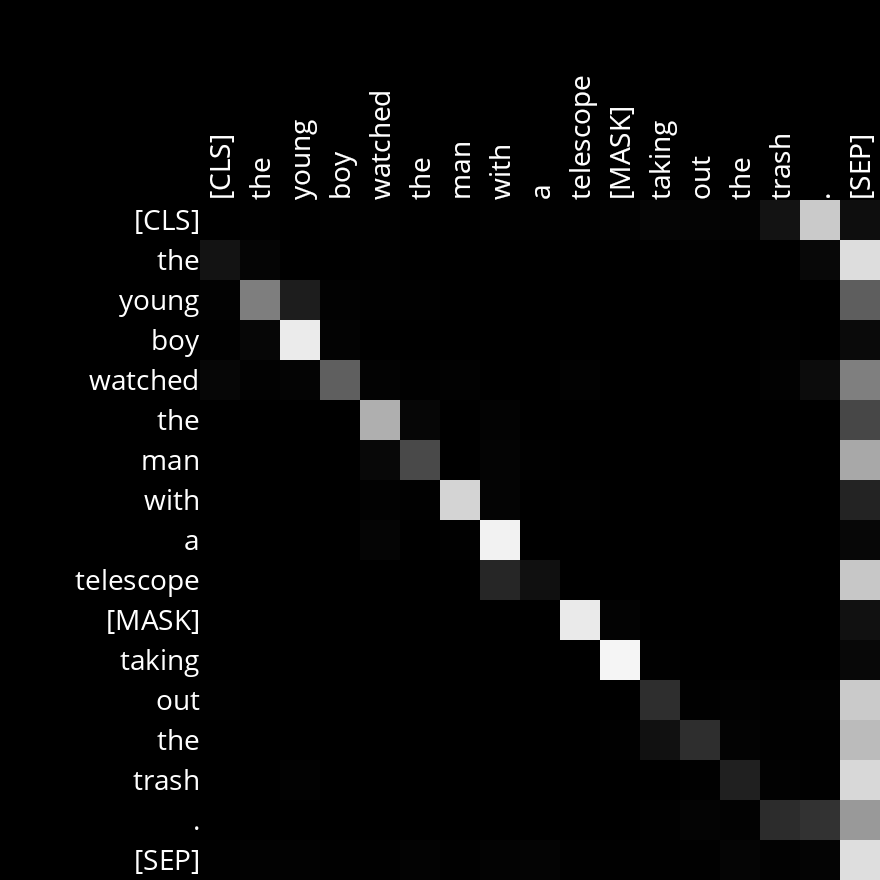 [CLS]
the
young
boy
watched
the
man
with
a
telescope
[MASK]
taking
out
the
trash
.
[SEP]
[CLS]
the
young
boy
watched
the
man
with
a
telescope
[MASK]
taking
out
the
trash
.
[SEP]